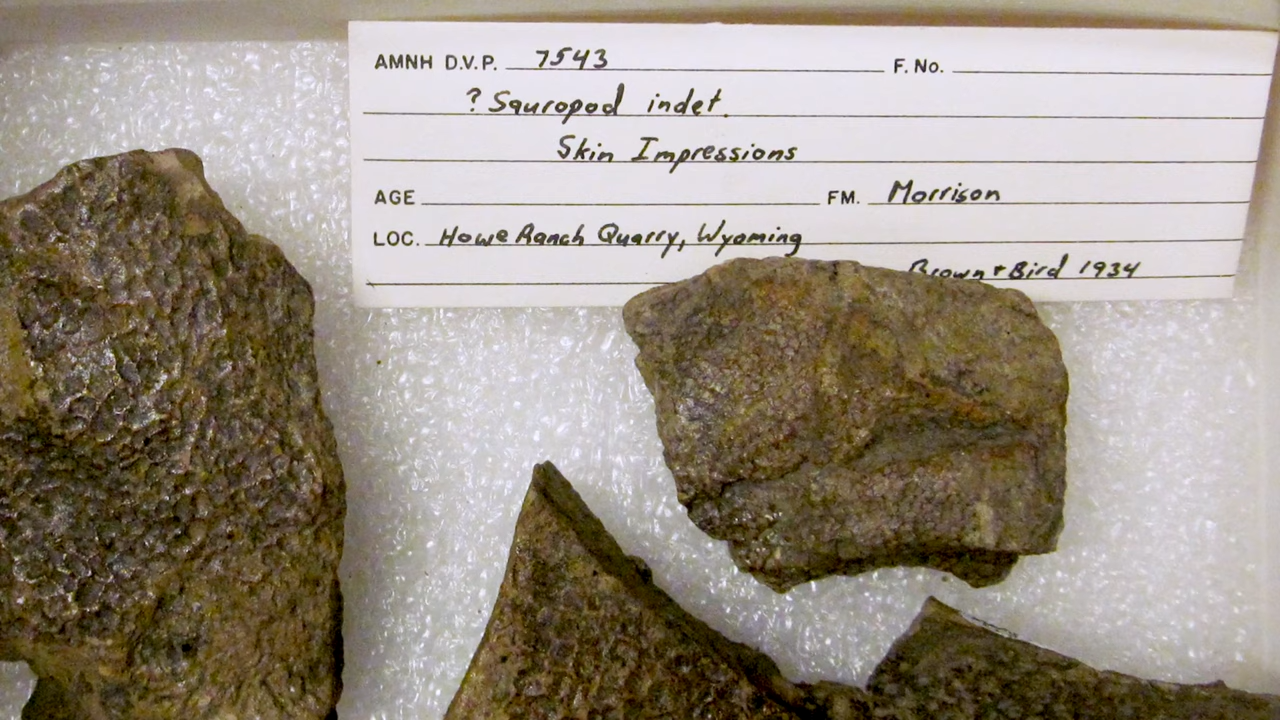 AMNH D.V.P. 7543 F. No.
? Sauropod indet.
Skin Impressions
AGE FM. Morrison
LOC. Howe Ranch Quarry, Wyoming
Brown + Bird 1934